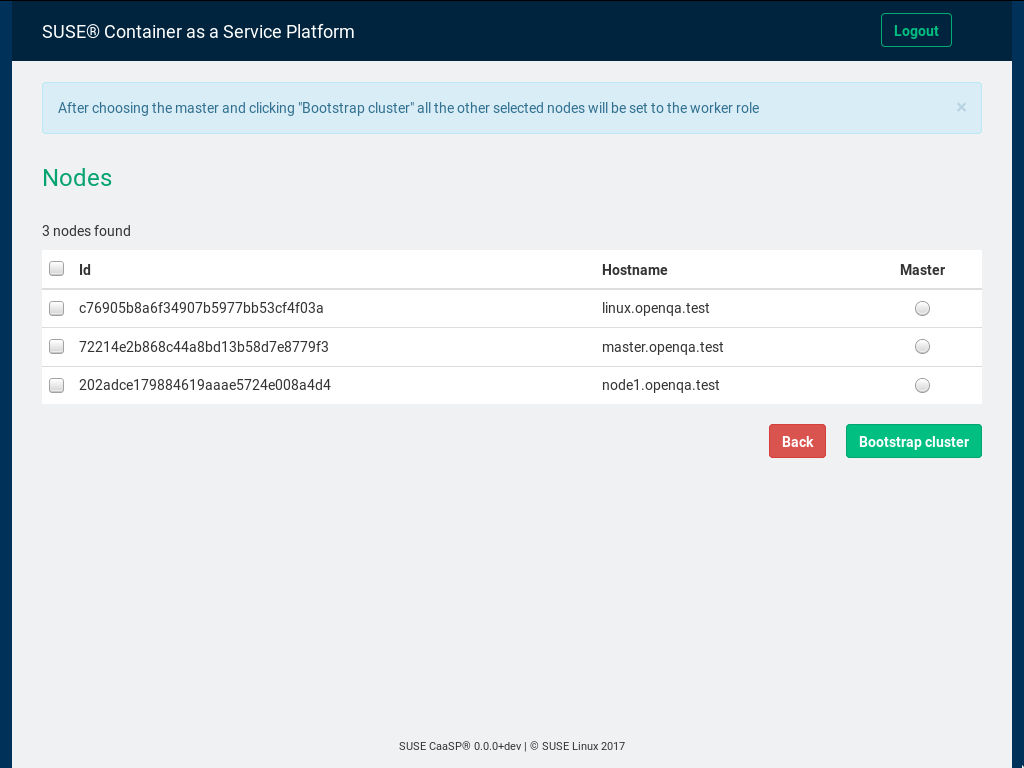 SUSE® Container as a Service Platform
Logout
After choosing the master and clicking "Bootstrap cluster" all the other selected nodes will be set to the worker role ×
Nodes
3 nodes found
Id Hostname Master
c76905b8a6f34907b5977bb53cf4f03a linux.openqa.test
72214e2b868c44a8bd13b58d7e8779f3 master.openqa.test
202adce179884619aaae5724e008a4d4 node1.openqa.test
Back Bootstrap cluster
SUSE CaaSP® 0.0.0+dev | © SUSE Linux 2017